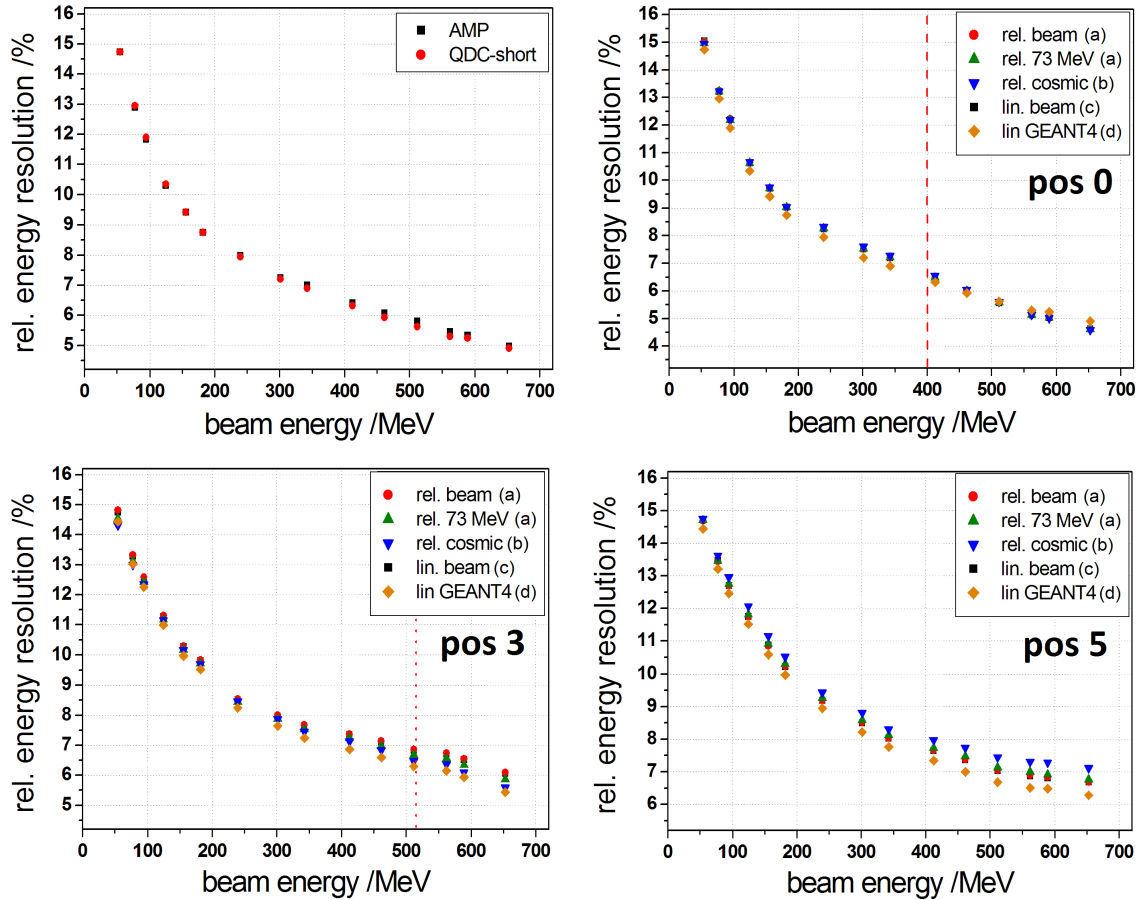 rel. energy resolution /%
16
15
14
13
12
11
10
9
8
7
6
5
AMP
QDC-short
0 100 200 300 400 500 600 700
beam energy /MeV
rel. energy resolution /%
16
15
14
13
12
11
10
9
8
7
6
5
4
rel. beam (a)
rel. 73 MeV (a)
rel. cosmic (b)
lin. beam (c)
lin GEANT4 (d)
pos 0
0 100 200 300 400 500 600 700
beam energy /MeV
rel. energy resolution /%
16
15
14
13
12
11
10
9
8
7
6
5
rel. beam (a)
rel. 73 MeV (a)
rel. cosmic (b)
lin. beam (c)
lin GEANT4 (d)
pos 3
0 100 200 300 400 500 600 700
beam energy /MeV
rel. energy resolution /%
16
15
14
13
12
11
10
9
8
7
6
rel. beam (a)
rel. 73 MeV (a)
rel. cosmic (b)
lin. beam (c)
lin GEANT4 (d)
pos 5
0 100 200 300 400 500 600 700
beam energy /MeV